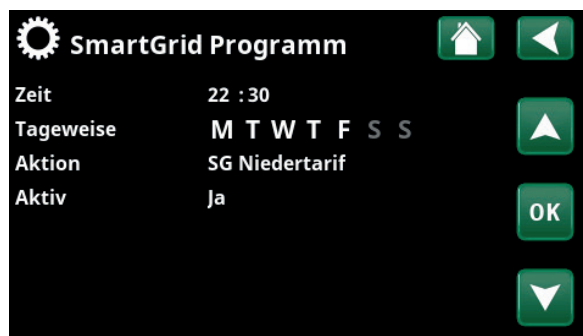 SmartGrid Programm
Zeit 22 :30
Tageweise M T W T F S S
Aktion SG Niedertarif
Aktiv Ja
OK